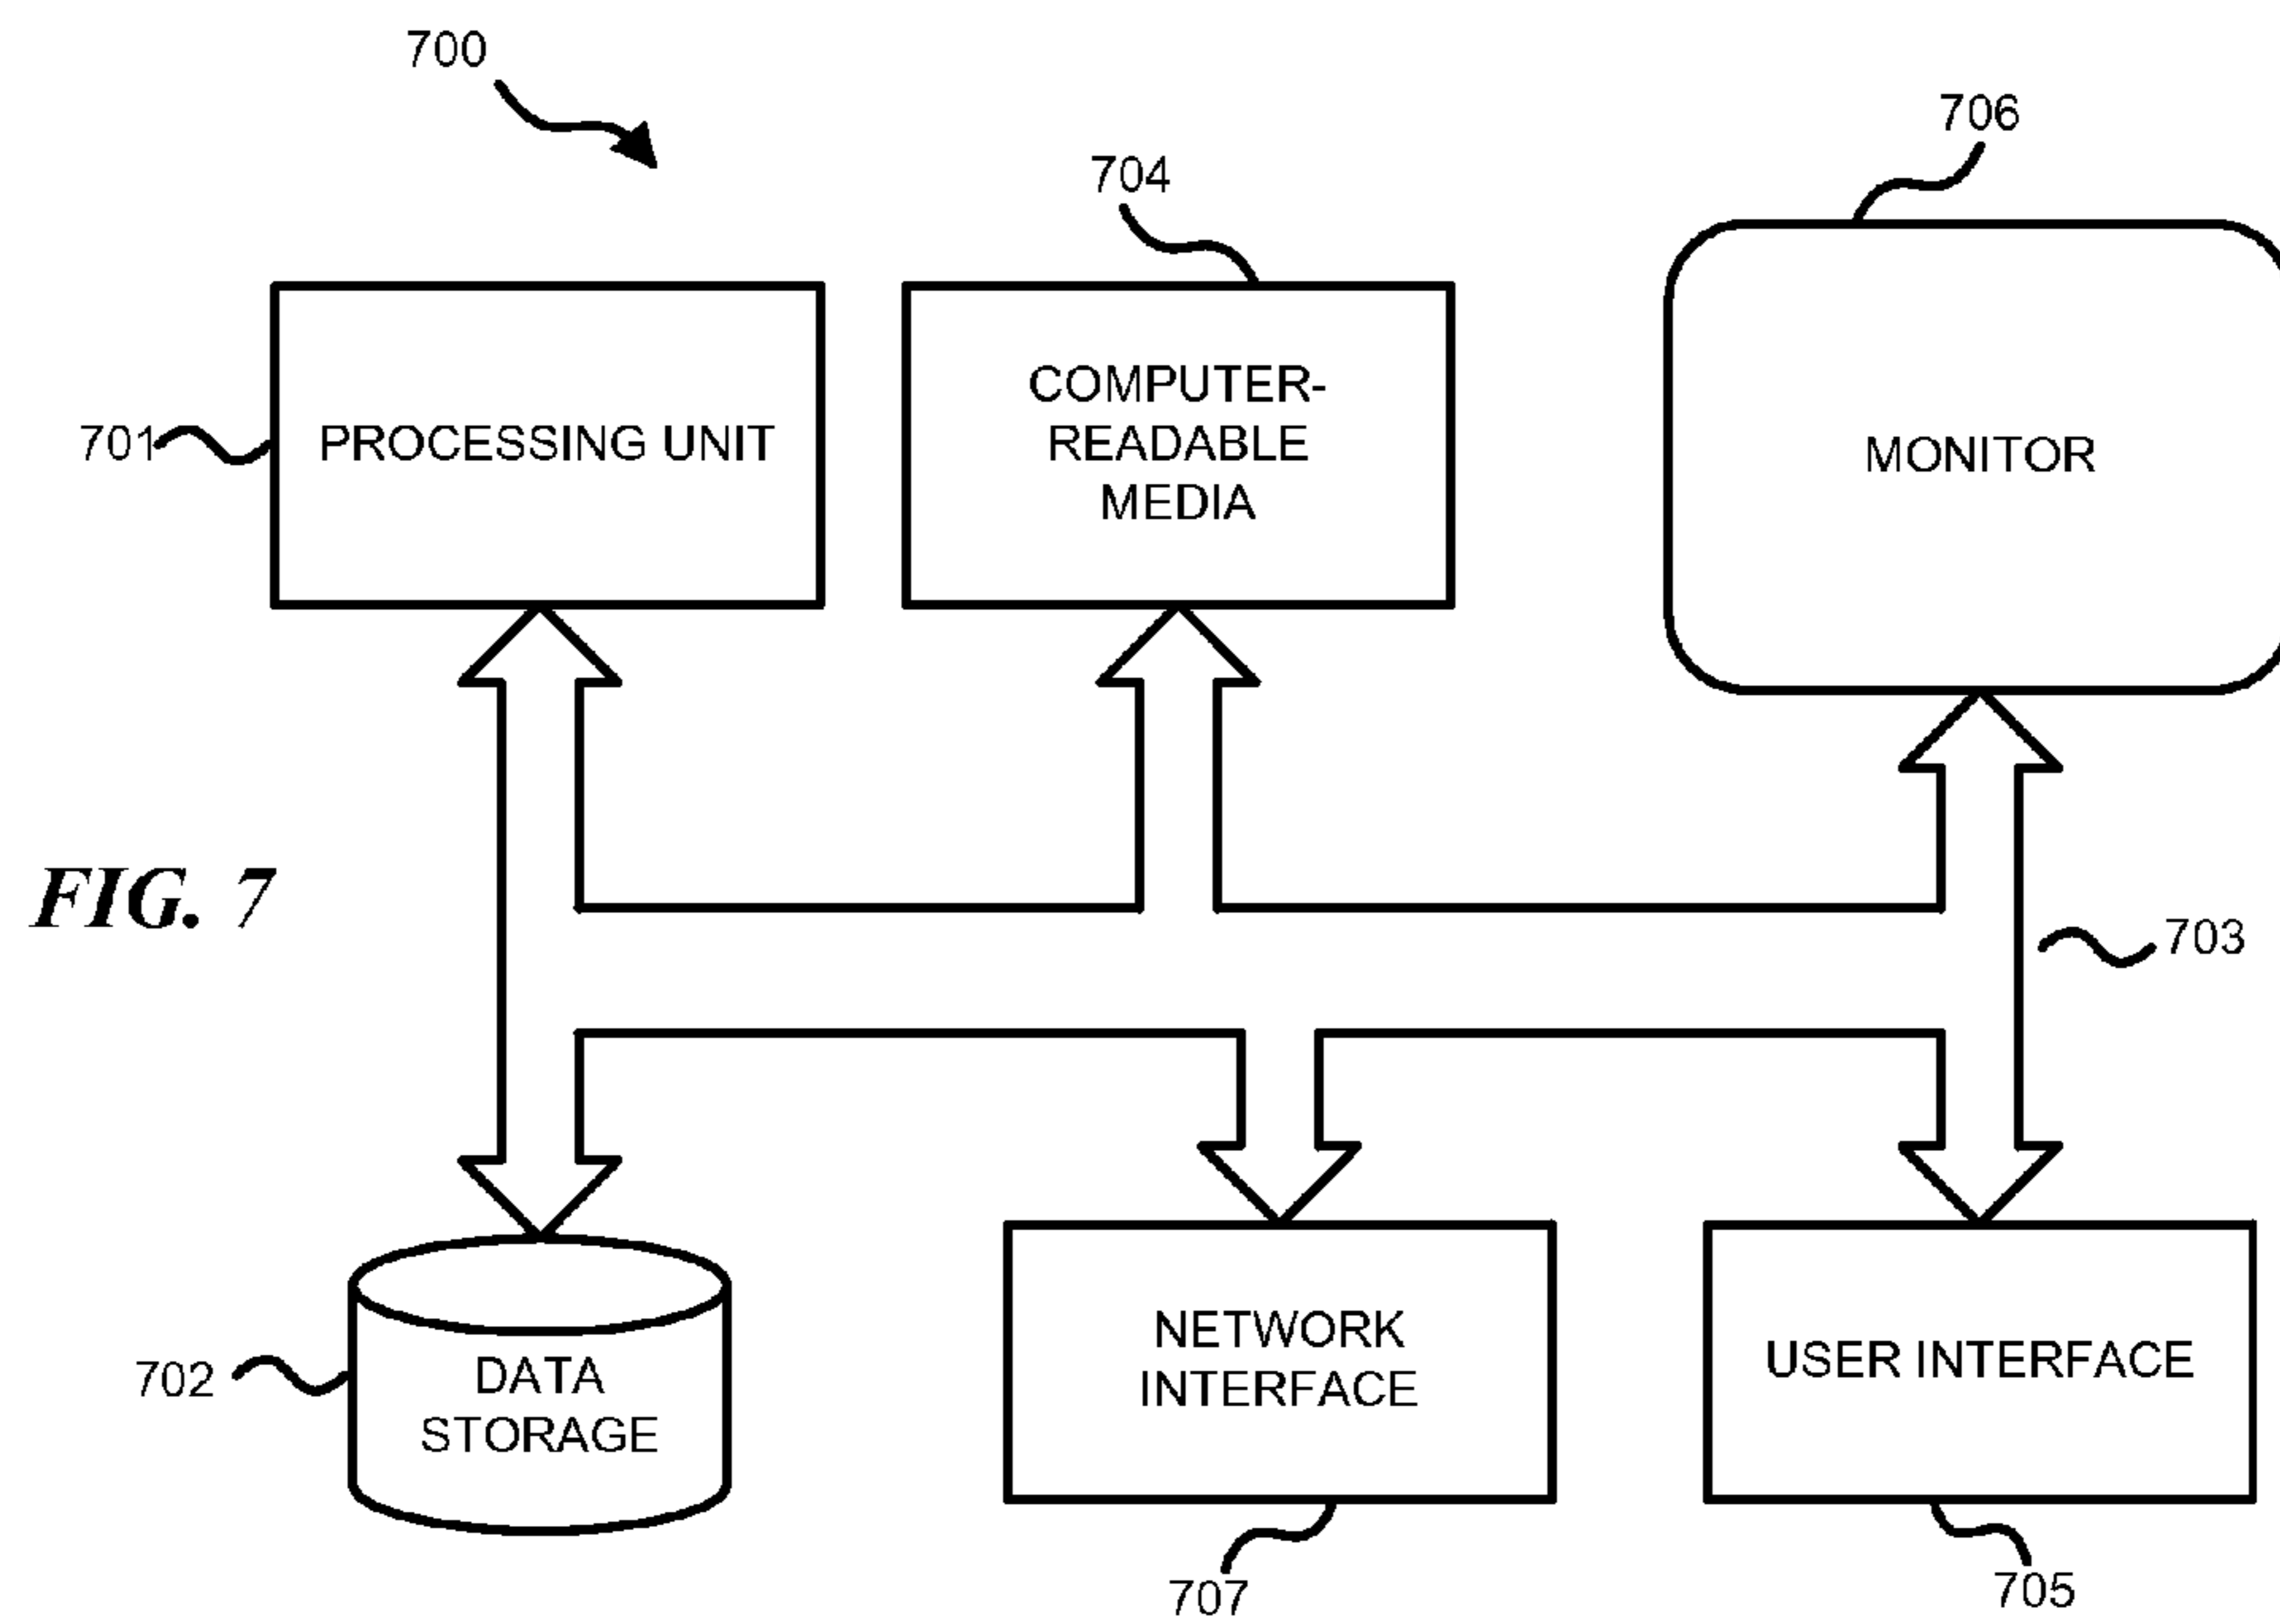 700
706
704
COMPUTER-
READABLE
MEDIA
701
PROCESSING UNIT
MONITOR
FIG. 7
703
702
DATA
STORAGE
NETWORK
INTERFACE
USER INTERFACE
707
705